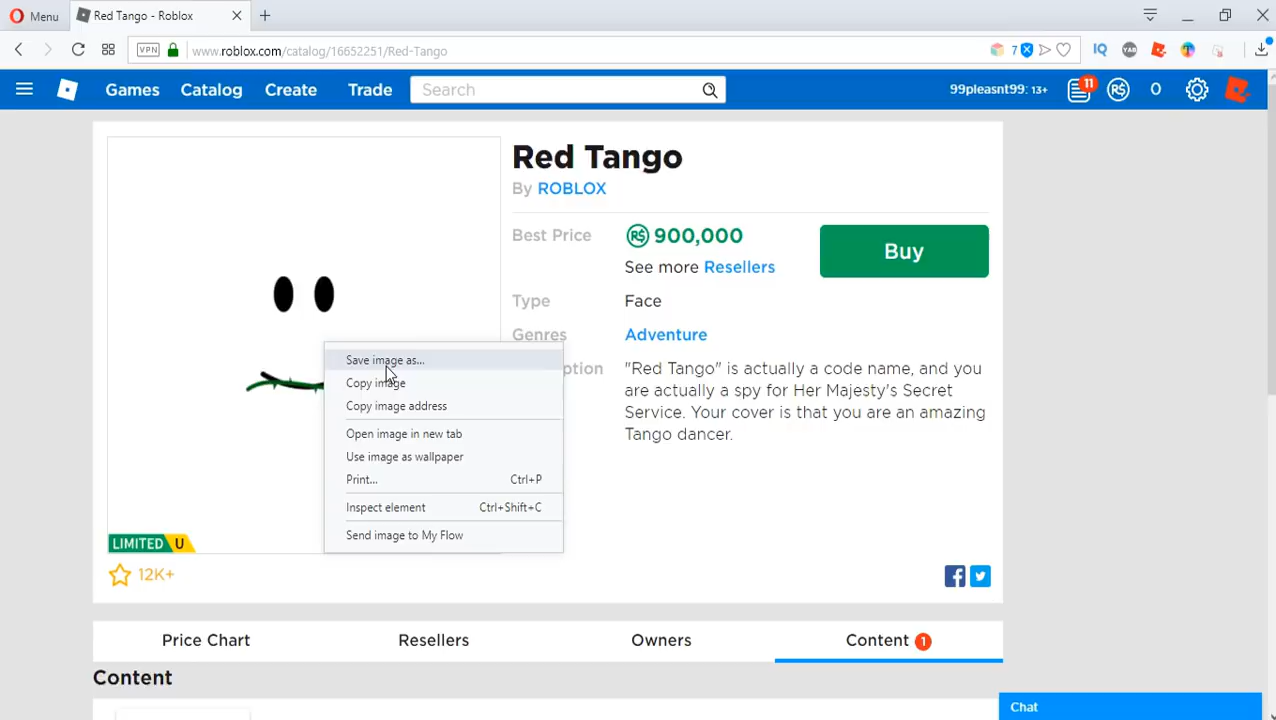 Menu
Red Tango - Roblox
VPN
www.roblox.com/catalog/16652251/Red-Tango
7
IQ
YAB
Games
Catalog
Create
Trade
Search
99pleasnt99: 13+
11
R$
0
Red Tango
By ROBLOX
Best Price
R$ 900,000
Buy
See more Resellers
Type
Face
Genres
Adventure
ption
"Red Tango" is actually a code name, and you
are actually a spy for Her Majesty's Secret
Service. Your cover is that you are an amazing
Tango dancer.
Save image as...
Copy image
Copy image address
Open image in new tab
Use image as wallpaper
Print...
Ctrl+P
Inspect element
Ctrl+Shift+C
Send image to My Flow
LIMITED U
12K+
Price Chart
Resellers
Owners
Content 1
Content
Chat